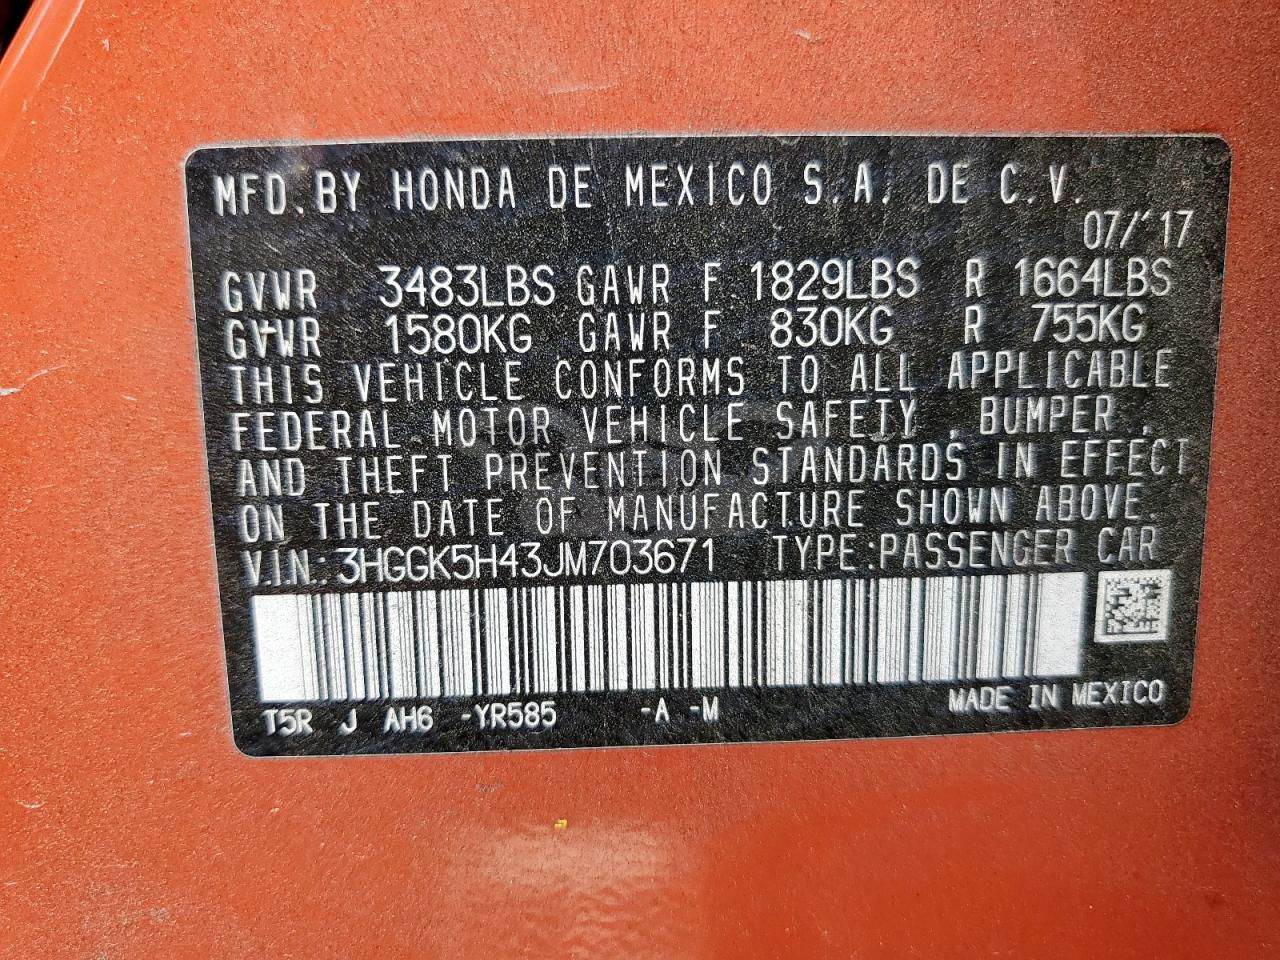 MFD.BY HONDA DE MEXICO S.A. DE C.V.
07/'17
GVWR 3483LBS GAWR F 1829LBS R 1664LBS
GVWR 1580KG GAWR F 830KG R 755KG
THIS VEHICLE CONFORMS TO ALL APPLICABLE
FEDERAL MOTOR VEHICLE SAFETY, BUMPER,
AND THEFT PREVENTION STANDARDS IN EFFECT
ON THE DATE OF MANUFACTURE SHOWN ABOVE.
V.I.N.: 3HGGK5H43JM703671 TYPE:PASSENGER CAR
T5R J AH6 -YR585 -A -M MADE IN MEXICO